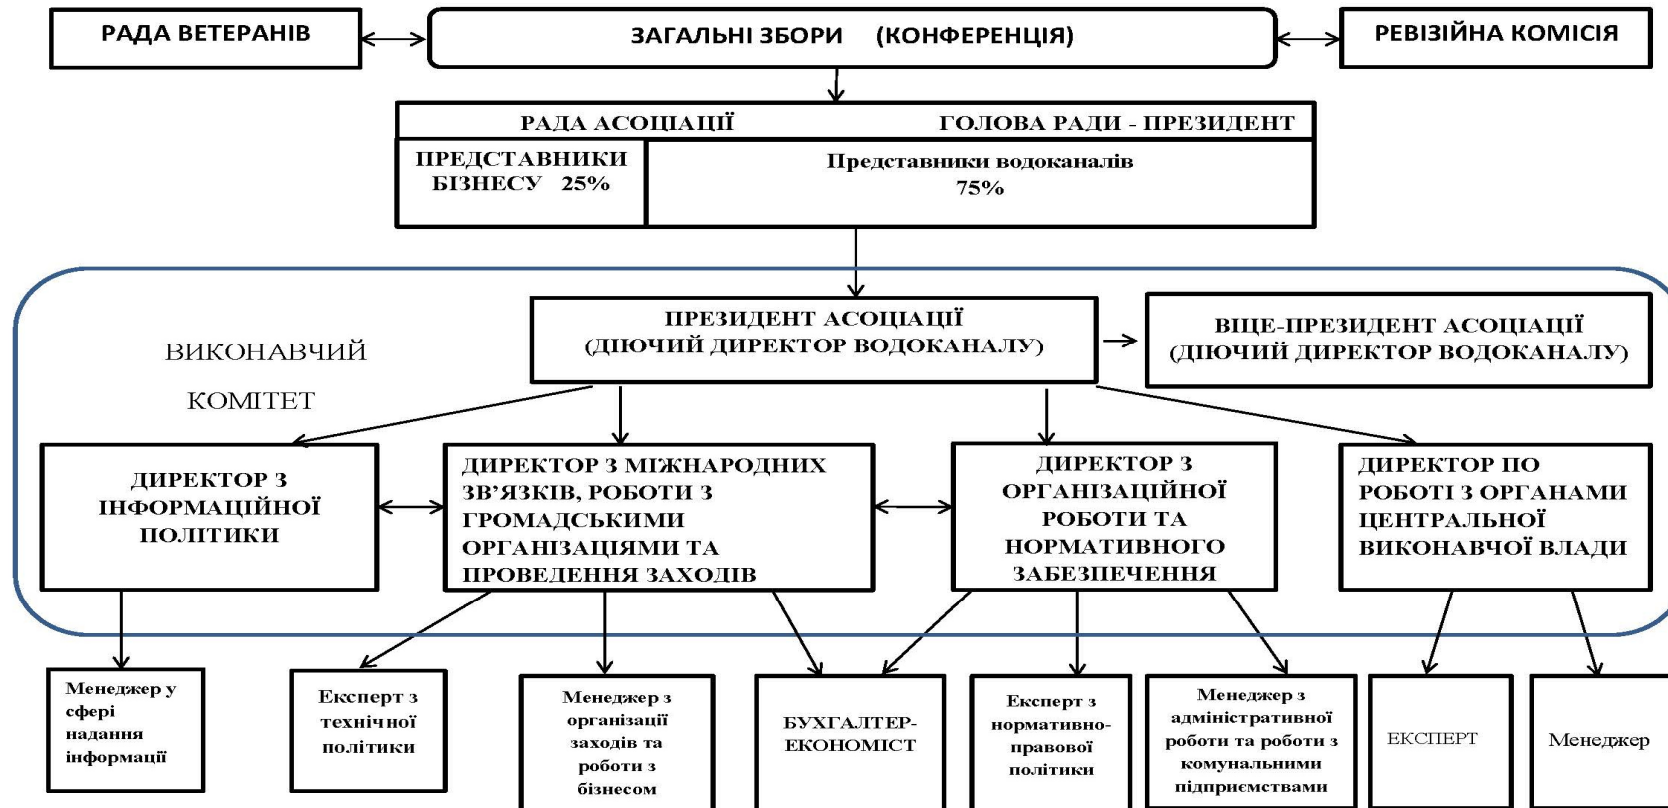 РАДА ВЕТЕРАНІВ
ЗАГАЛЬНІ ЗБОРИ (КОНФЕРЕНЦІЯ)
РЕВІЗІЙНА КОМІСІЯ
РАДА АСОЦІАЦІЇ ГОЛОВА РАДИ - ПРЕЗИДЕНТ
ПРЕДСТАВНИКИ
БІЗНЕСУ 25%
Представники водоканалів
75%
ВИКОНАВЧИЙ
КОМІТЕТ
ПРЕЗИДЕНТ АСОЦІАЦІЇ
(ДІЮЧИЙ ДИРЕКТОР ВОДОКАНАЛУ)
ВІЦЕ-ПРЕЗИДЕНТ АСОЦІАЦІЇ
(ДІЮЧИЙ ДИРЕКТОР ВОДОКАНАЛУ)
ДИРЕКТОР З
ІНФОРМАЦІЙНОЇ
ПОЛІТИКИ
ДИРЕКТОР З МІЖНАРОДНИХ
ЗВ’ЯЗКІВ, РОБОТИ З
ГРОМАДСЬКИМИ
ОРГАНІЗАЦІЯМИ ТА
ПРОВЕДЕННЯ ЗАХОДІВ
ДИРЕКТОР З
ОРГАНІЗАЦІЙНОЇ
РОБОТИ ТА
НОРМАТИВНОГО
ЗАБЕЗПЕЧЕННЯ
ДИРЕКТОР ПО
РОБОТІ З ОРГАНАМИ
ЦЕНТРАЛЬНОЇ
ВИКОНАВЧОЇ ВЛАДИ
Менеджер у
сфері
надання
інформації
Експерт з
технічної
політики
Менеджер з
організації
заходів та
роботи з
бізнесом
БУХГАЛТЕР-
ЕКОНОМІСТ
Експерт з
нормативно-
правової
політики
Менеджер з
адміністративної
роботи та роботи з
комунальними
підприємствами
ЕКСПЕРТ
Менеджер